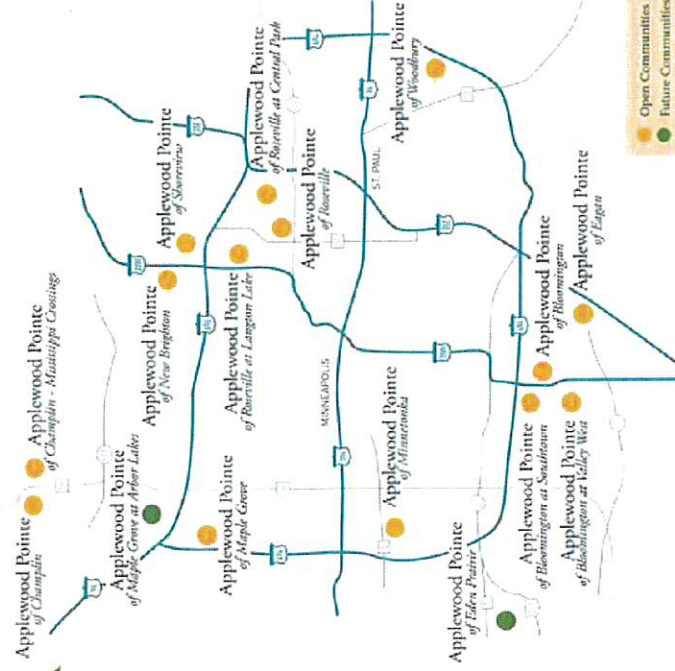 Applewood Pointe
of Champlin
Applewood Pointe
of Champlin - Mississippi Crossings
Applewood Pointe
of Maple Grove at Arbor Lakes
Applewood Pointe
of New Brighton
Applewood Pointe
of Shoreview
Applewood Pointe
of Maple Grove
Applewood Pointe
of Roseville at Langton Lake
Applewood Pointe
of Roseville at Central Park
Applewood Pointe
of Roseville
MINNEAPOLIS
ST. PAUL
Applewood Pointe
of Minnetonka
Applewood Pointe
of Woodbury
Applewood Pointe
of Eden Prairie
Applewood Pointe
of Bloomington at Southtown
Applewood Pointe
of Bloomington
Applewood Pointe
of Bloomington at Valley West
Applewood Pointe
of Eagan
Open Communities
Future Communities